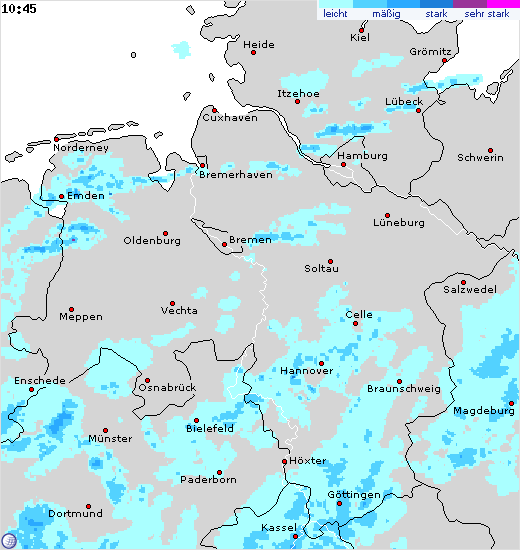 10:45
leicht mäßig stark sehr stark
Kiel
Heide
Grömitz
Itzehoe
Lübeck
Cuxhaven
Norderney
Hamburg
Schwerin
Bremerhaven
Emden
Lüneburg
Oldenburg
Bremen
Soltau
Salzwedel
Meppen
Vechta
Celle
Hannover
Enschede
Osnabrück
Braunschweig
Magdeburg
Bielefeld
Münster
Höxter
Paderborn
Göttingen
Dortmund
Kassel